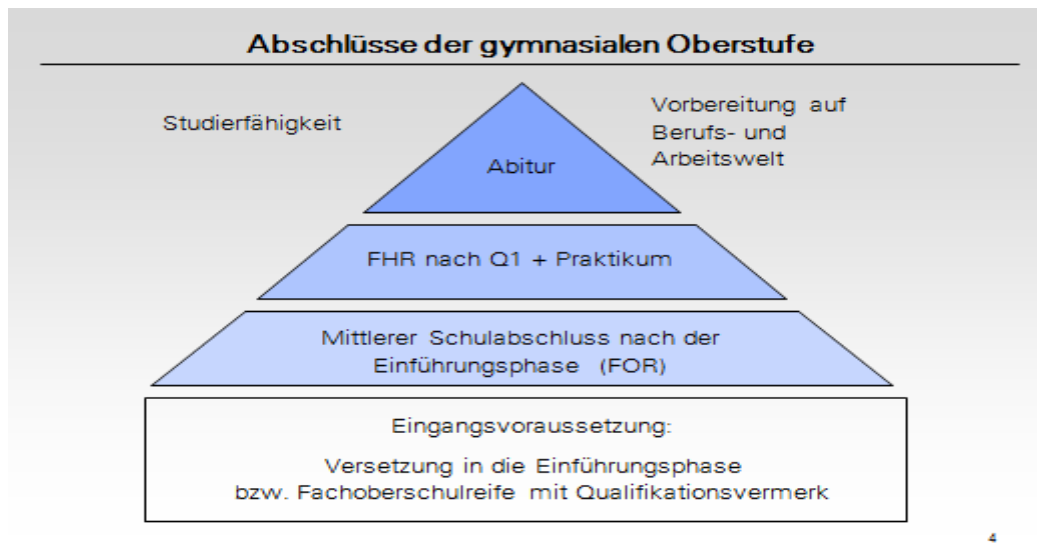 Abschlüsse der gymnasialen Oberstufe
Studierfähigkeit
Vorbereitung auf
Berufs- und
Arbeitswelt
Abitur
FHR nach Q1 + Praktikum
Mittlerer Schulabschluss nach der
Einführungsphase (FOR)
Eingangsvoraussetzung:
Versetzung in die Einführungsphase
bzw. Fachoberschulreife mit Qualifikationsvermerk
4